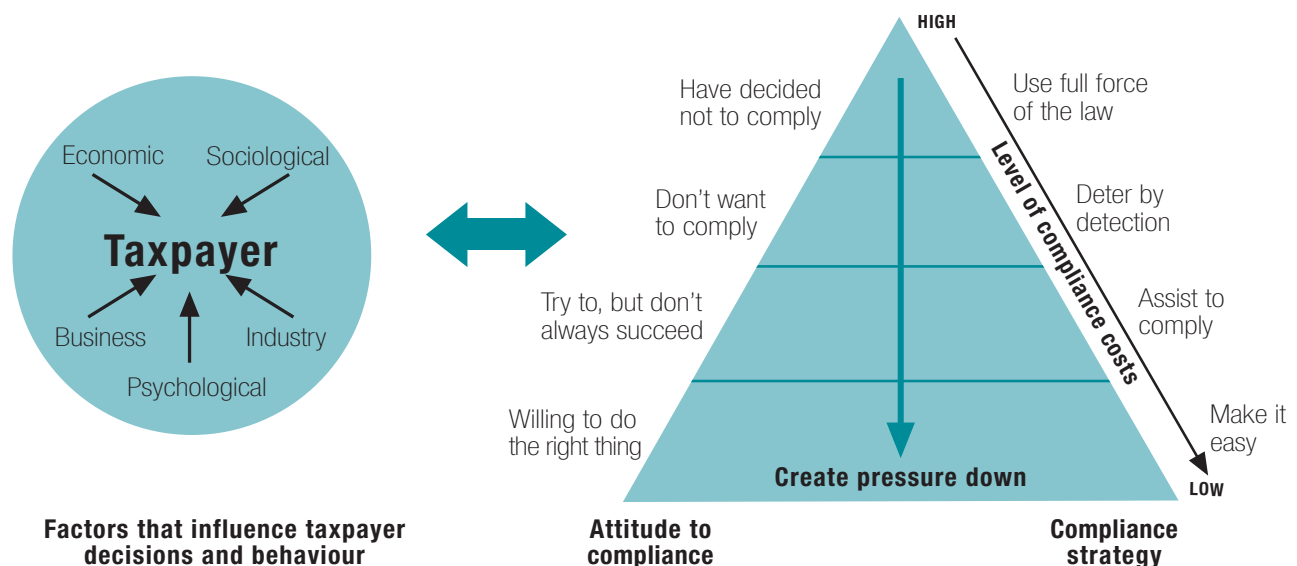 Economic
Sociological
Taxpayer
Business
Industry
Psychological
Factors that influence taxpayer
decisions and behaviour
HIGH
Have decided
not to comply
Use full force
of the law
Don't want
to comply
Deter by
detection
Level of compliance costs
Try to, but don't
always succeed
Assist to
comply
Willing to do
the right thing
Make it
easy
Create pressure down
LOW
Attitude to
compliance
Compliance
strategy